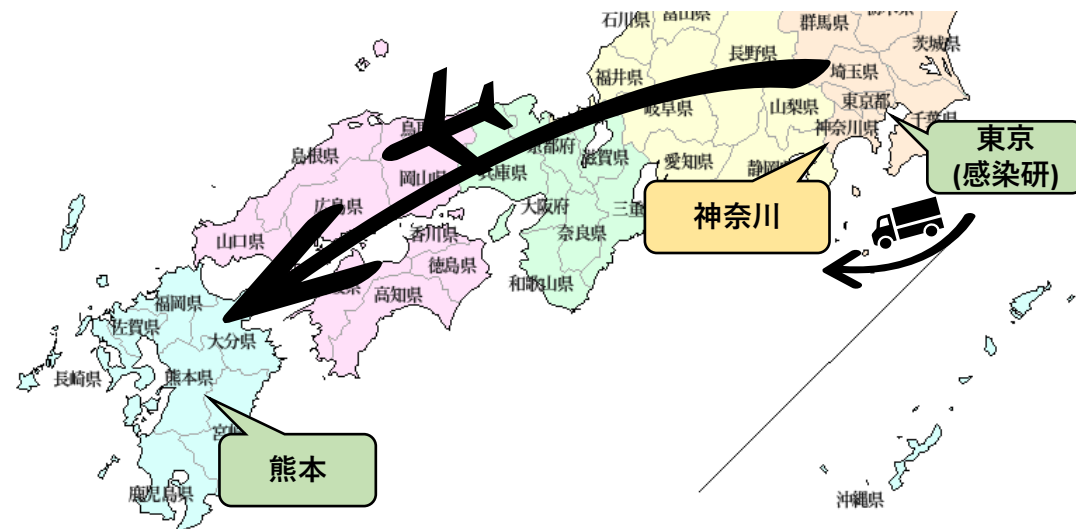 石川県
群馬県
茨城県
長野県
福井県
埼玉県
岐阜県
山梨県
東京都
神奈川県
千葉県
東京
(感染研)
島根県
滋賀県
愛知県
岡山県
兵庫県
神奈川
広島県
大阪府
奈良県
山口県
香川県
徳島県
和歌山県
高知県
福岡県
佐賀県
大分県
長崎県
熊本県
熊本
鹿児島県
沖縄県